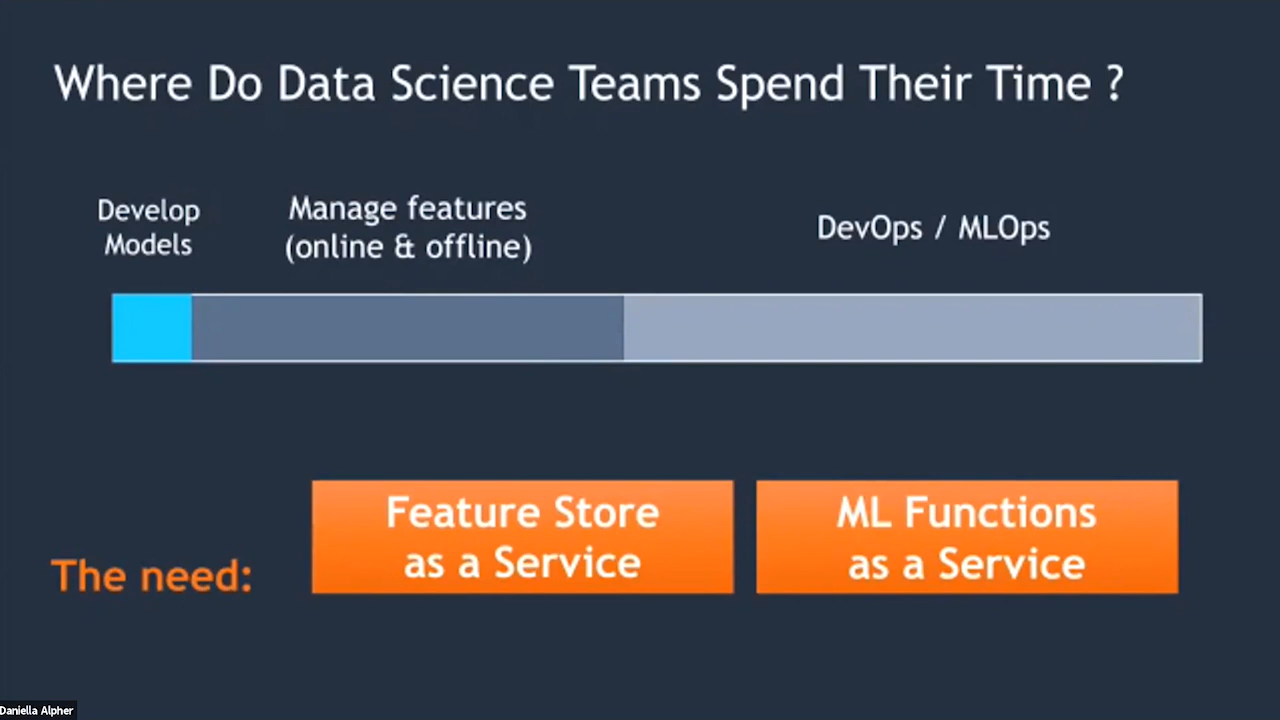 Where Do Data Science Teams Spend Their Time ?
Develop
Models
Manage features
(online & offline)
DevOps / MLOps
The need:
Feature Store
as a Service
ML Functions
as a Service
Daniella Alpher